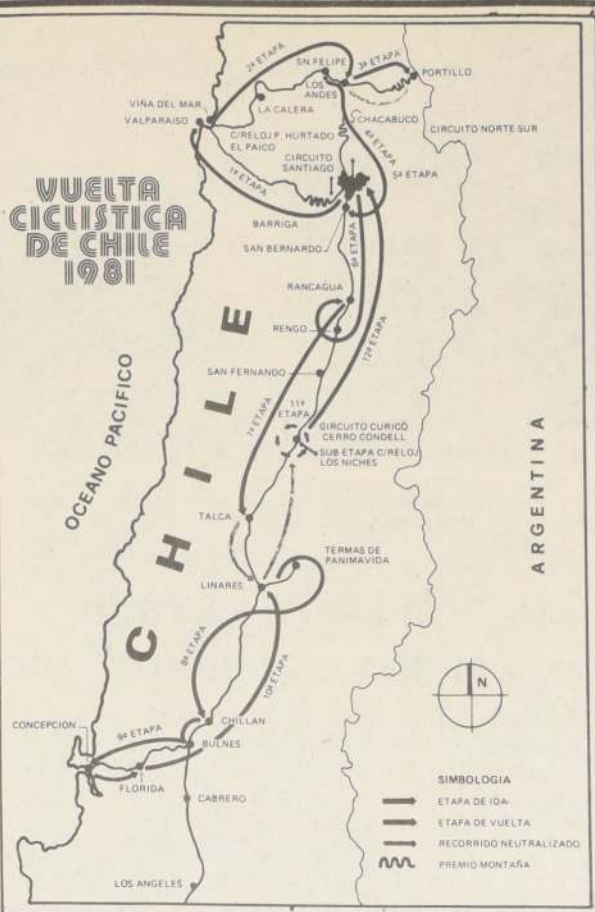 VUELTA
CICLISTICA
DE CHILE
1981
2ª ETAPA
SN. FELIPE
3ª ETAPA
PORTILLO
LOS
ANDES
VIÑA DEL MAR
VALPARAISO
LA CALERA
CHACABUCO
CIRCUITO NORTE SUR
C/RELOJ P. HURTADO
EL PAICO
CIRCUITO
SANTIAGO
5ª ETAPA
1ª ETAPA
BARRIGA
SAN BERNARDO
6ª ETAPA
RANCAGUA
RENGO
12ª ETAPA
SAN FERNANDO
7ª ETAPA
11ª
ETAPA
CIRCUITO CURICÓ
CERRO CONDELL
SUB ETAPA C/RELOJ
LOS NICHES
OCEANO PACIFICO
CHILE
ARGENTINA
TALCA
TERMAS DE
PANIMAVIDA
LINARES
8ª ETAPA
10ª ETAPA
CHILLAN
CONCEPCION
9ª ETAPA
BULNES
FLORIDA
CABRERO
LOS ANGELES
N
SIMBOLOGIA
ETAPA DE IDA
ETAPA DE VUELTA
RECORRIDO NEUTRALIZADO
PREMIO MONTAÑA